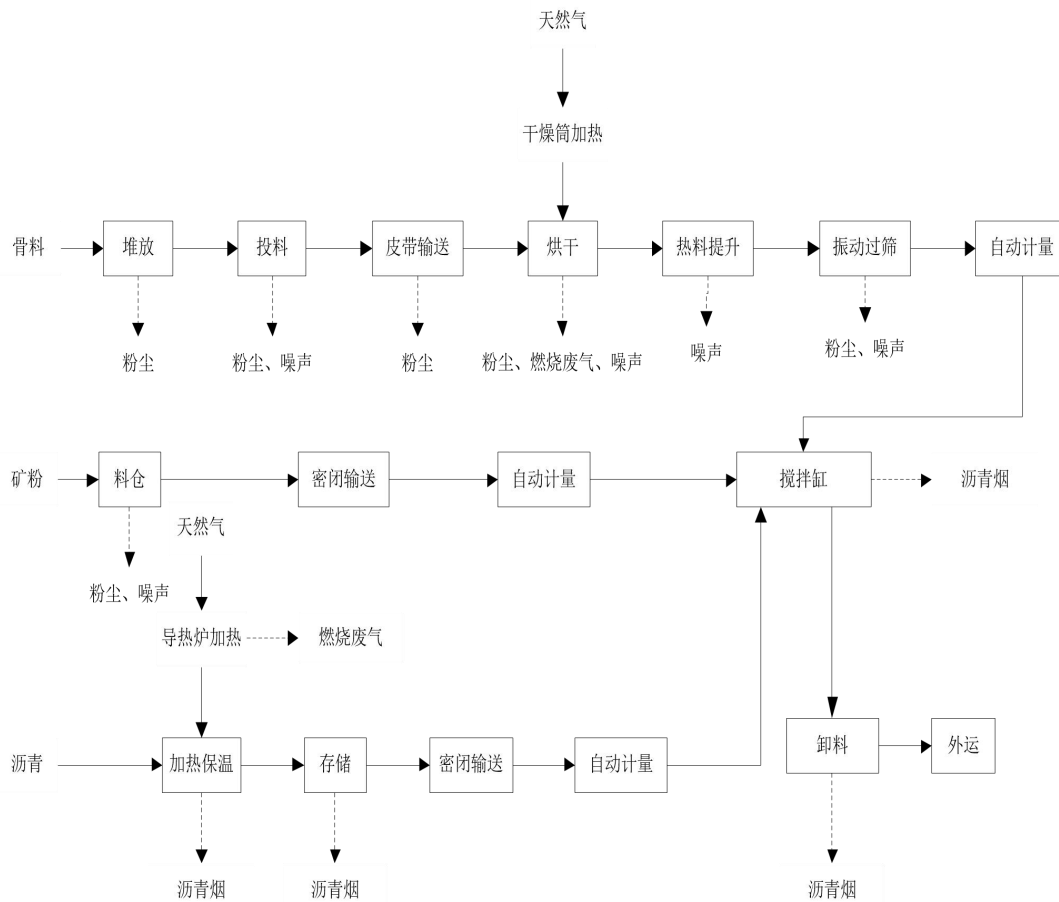 天然气
干燥筒加热
骨料
堆放
投料
皮带输送
烘干
热料提升
振动过筛
自动计量
粉尘
粉尘、噪声
粉尘
粉尘、燃烧废气、噪声
噪声
粉尘、噪声
矿粉
料仓
密闭输送
自动计量
搅拌缸
沥青烟
天然气
粉尘、噪声
导热炉加热
燃烧废气
沥青
加热保温
存储
密闭输送
自动计量
卸料
外运
沥青烟
沥青烟
沥青烟